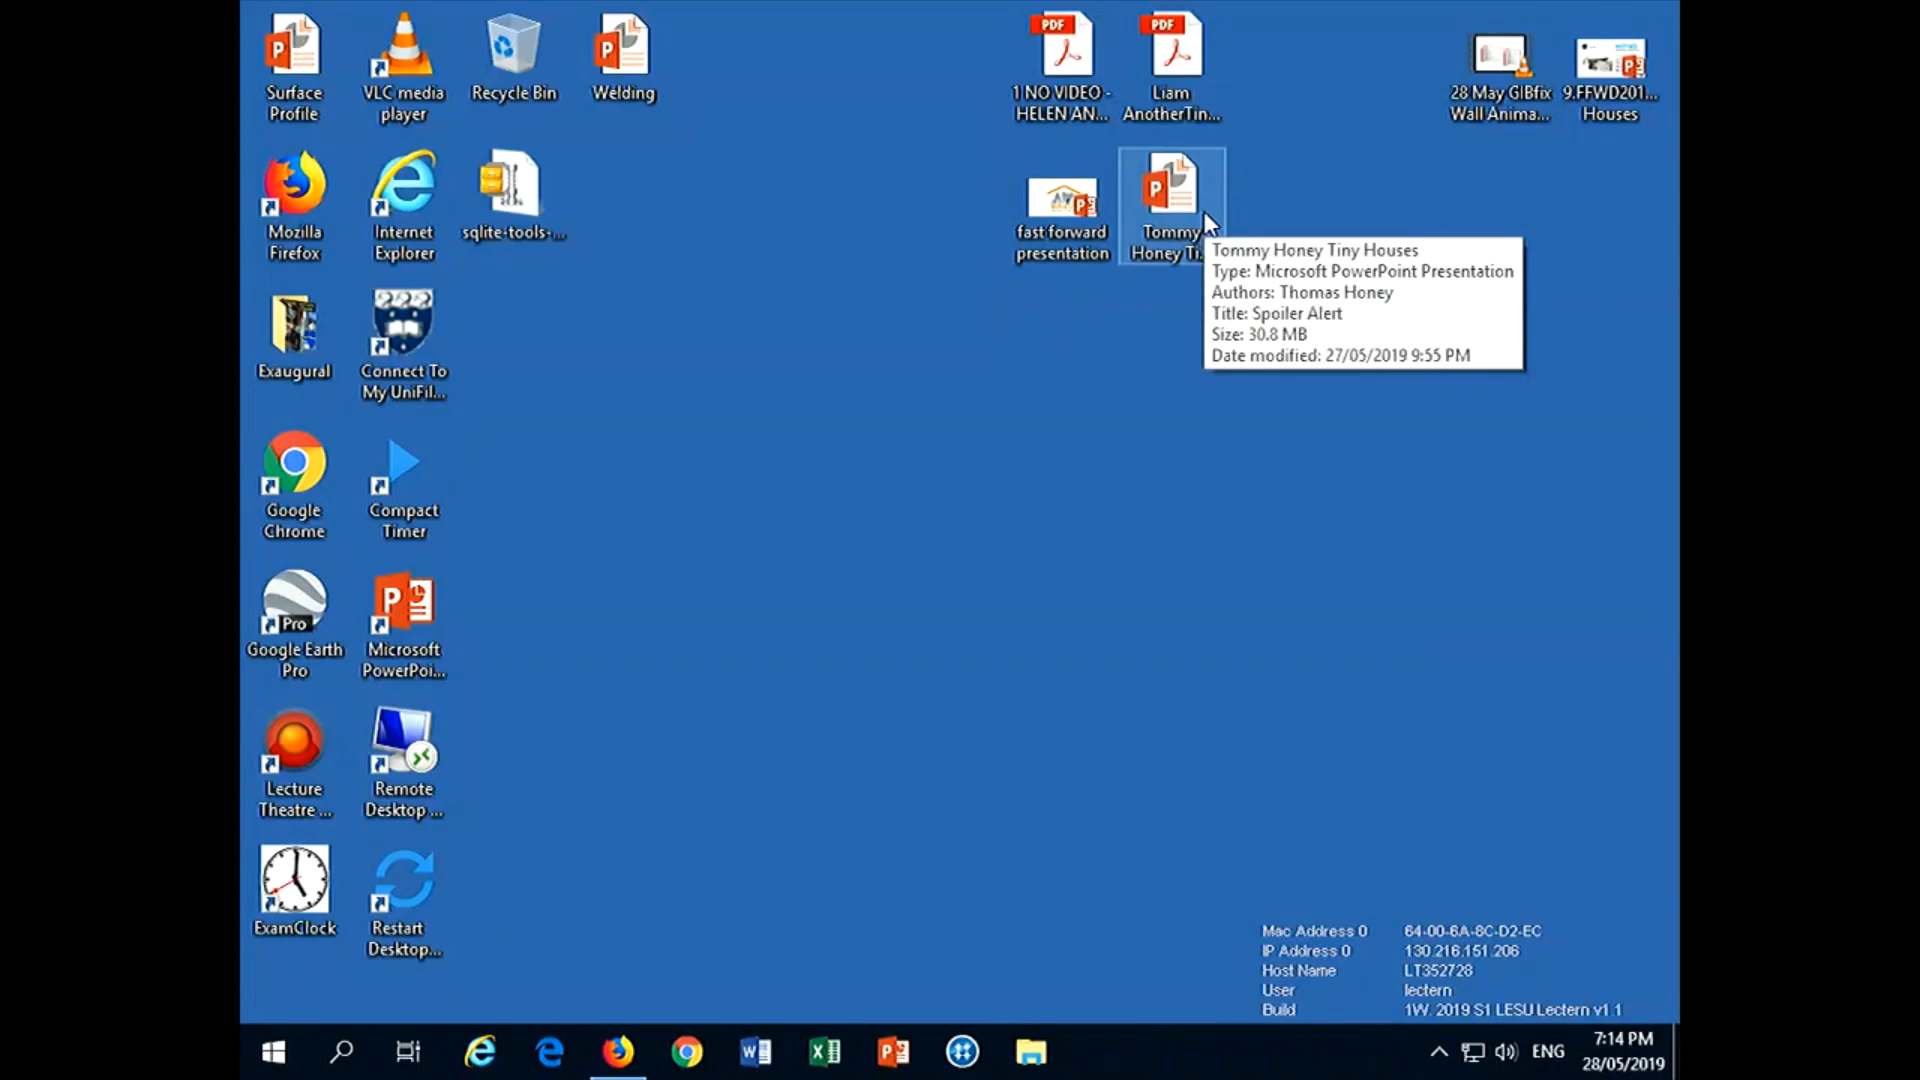 Surface
Profile
VLC media
player
Recycle Bin
Welding
PDF
1 NO VIDEO -
HELEN AN...
PDF
Liam
AnotherTin...
28 May GIBfix
Wall Anima...
9.FFWD201...
Houses
Mozilla
Firefox
Internet
Explorer
sqlite-tools-...
fast forward
presentation
Tommy
Honey Ti...
Tommy Honey Tiny Houses
Type: Microsoft PowerPoint Presentation
Authors: Thomas Honey
Title: Spoiler Alert
Size: 30.8 MB
Date modified: 27/05/2019 9:55 PM
Exaugural
Connect To
My UniFil...
Google
Chrome
Compact
Timer
Pro
Google Earth
Pro
Microsoft
PowerPoi...
Lecture
Theatre ...
Remote
Desktop ...
ExamClock
Restart
Desktop...
Mac Address 0 64-00-6A-8C-D2-EC
IP Address 0 130.216.151.206
Host Name LT352728
User lectern
Build 1W. 2019 S1 LESU Lectern v1.1
ENG
7:14 PM
28/05/2019